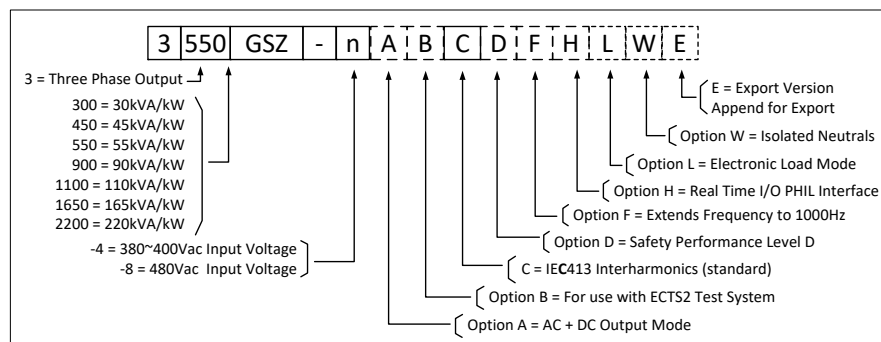 3 550 GSZ - n A B C D F H L W E
3 = Three Phase Output
300 = 30kVA/kW
450 = 45kVA/kW
550 = 55kVA/kW
900 = 90kVA/kW
1100 = 110kVA/kW
1650 = 165kVA/kW
2200 = 220kVA/kW
-4 = 380~400Vac Input Voltage
-8 = 480Vac Input Voltage
E = Export Version
Append for Export
Option W = Isolated Neutrals
Option L = Electronic Load Mode
Option H = Real Time I/O PHIL Interface
Option F = Extends Frequency to 1000Hz
Option D = Safety Performance Level D
C = IEC413 Interharmonics (standard)
Option B = For use with ECTS2 Test System
Option A = AC + DC Output Mode